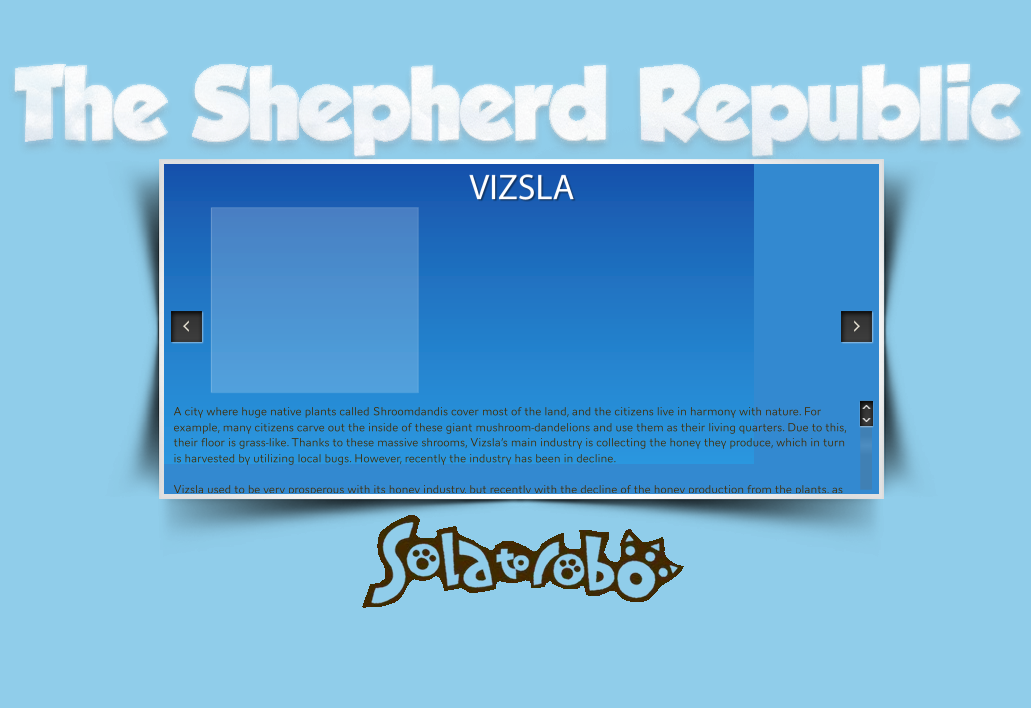 The Shepherd Republic
VIZSLA
A city where huge native plants called Shroomdandis cover most of the land, and the citizens live in harmony with nature. For
example, many citizens carve out the inside of these giant mushroom-dandelions and use them as their living quarters. Due to this,
their floor is grass-like. Thanks to these massive shrooms, Vizsla's main industry is collecting the honey they produce, which in turn
is harvested by utilizing local bugs. However, recently the industry has been in decline.
Vizsla used to be very prosperous with its honey industry, but recently with the decline of the honey production from the plants, as
Solatorobo